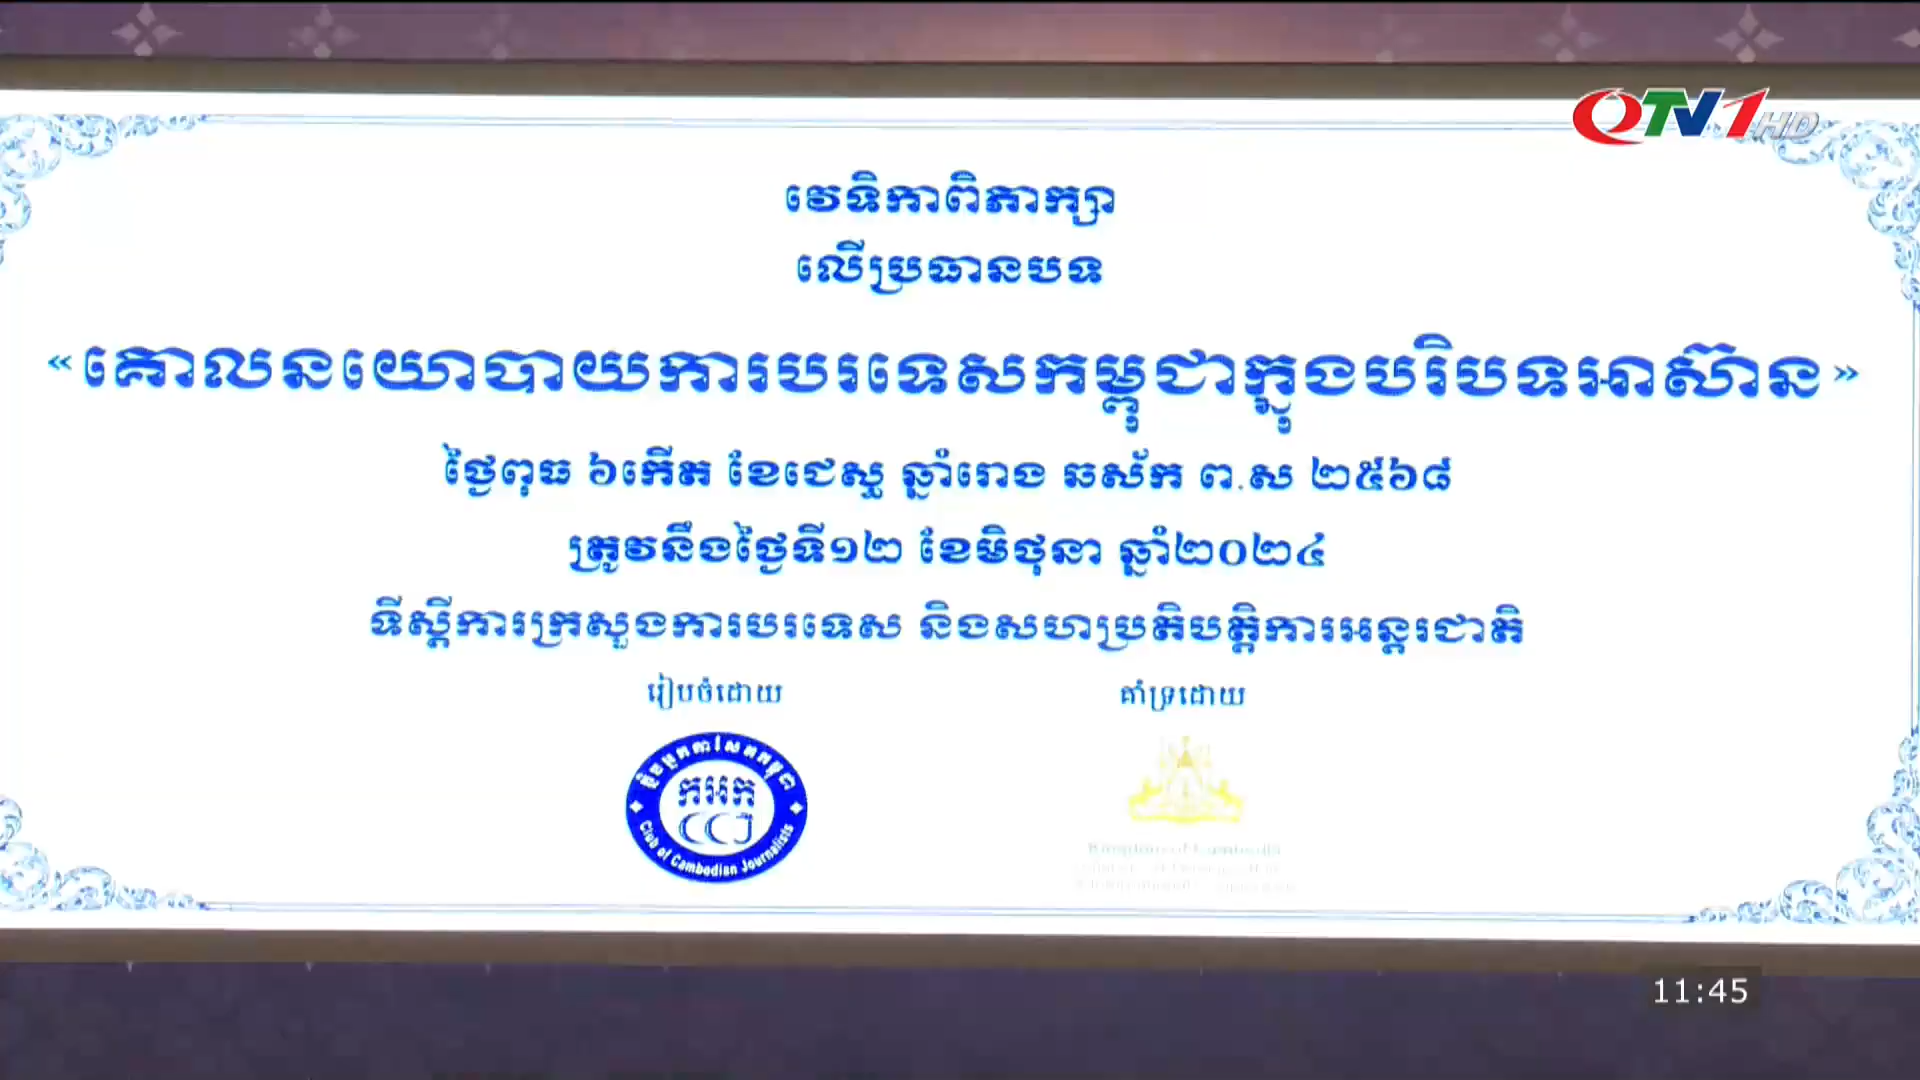 QTV1HD
វេទិកាពិភាក្សា
លើប្រធានបទ
«គោលនយោបាយការបរទេសកម្ពុជាក្នុងបរិបទអាស៊ាន»
ថ្ងៃពុធ ៦កើត ខែជេស្ឋ ឆ្នាំរោង ឆស័ក ព.ស ២៥៦៨
ត្រូវនឹងថ្ងៃទី១២ ខែមិថុនា ឆ្នាំ២០២៤
ទីស្តីការក្រសួងការបរទេស និងសហប្រតិបត្តិការអន្តរជាតិ
រៀបចំដោយ
គាំទ្រដោយ
កអក
CCJ
Club of Cambodian Journalists
Kingdom of Cambodia
11:45